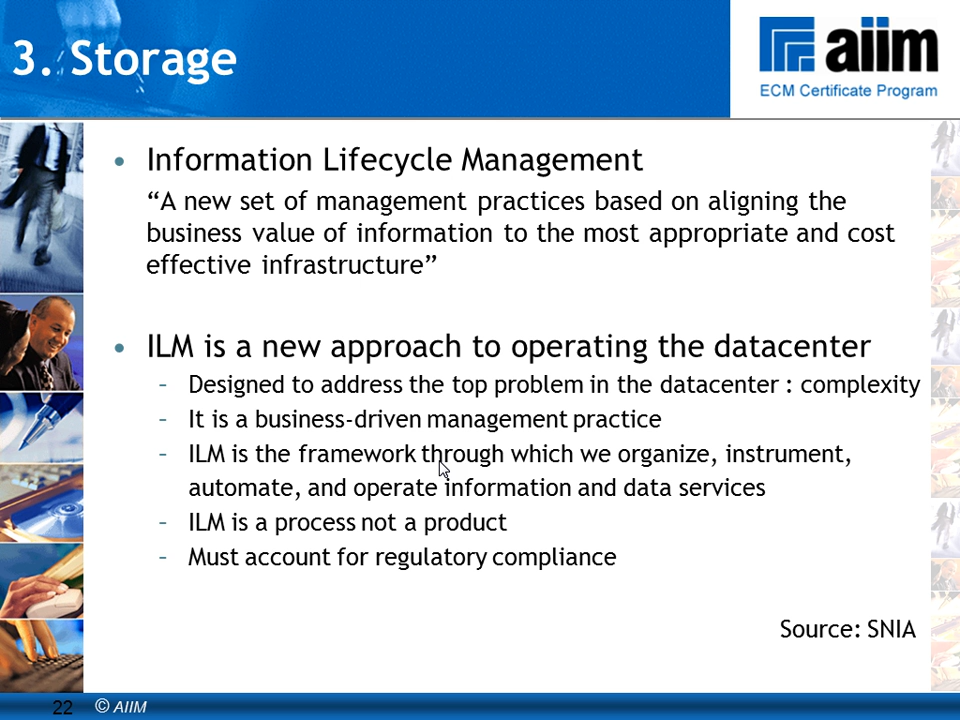 3. Storage
aiim
ECM Certificate Program
• Information Lifecycle Management
“A new set of management practices based on aligning the
business value of information to the most appropriate and cost
effective infrastructure”
• ILM is a new approach to operating the datacenter
– Designed to address the top problem in the datacenter : complexity
– It is a business-driven management practice
– ILM is the framework through which we organize, instrument,
automate, and operate information and data services
– ILM is a process not a product
– Must account for regulatory compliance
Source: SNIA
22 © AIIM